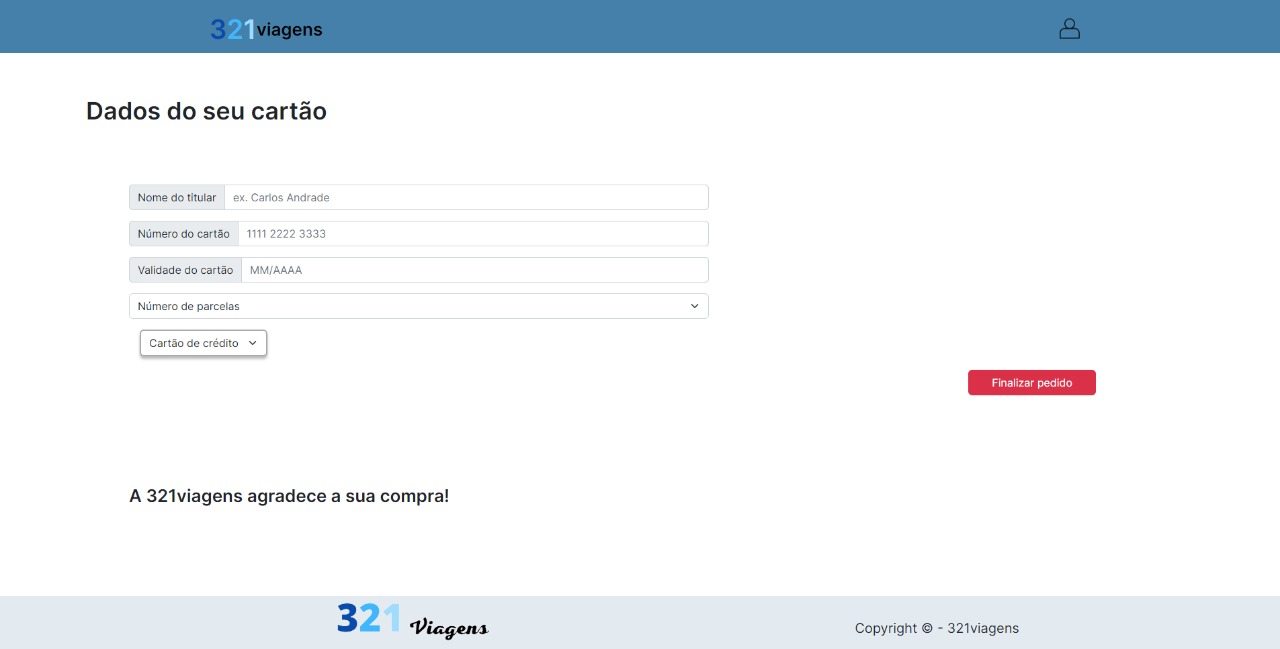 321viagens
Dados do seu cartão
Nome do titular ex. Carlos Andrade
Número do cartão 1111 2222 3333
Validade do cartão MM/AAAA
Número de parcelas
Cartão de crédito
Finalizar pedido
A 321viagens agradece a sua compra!
321 Viagens
Copyright © - 321viagens